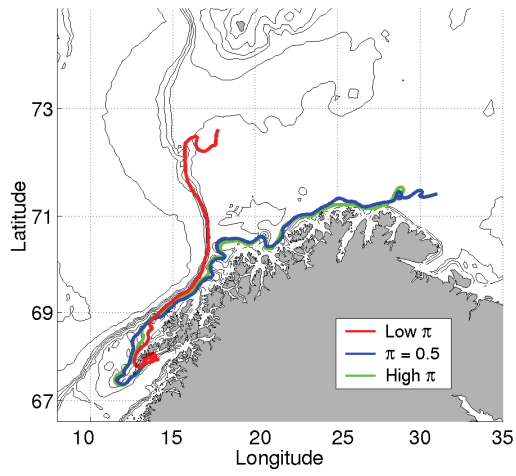 73
71
69
67
Latitude
10 15 20 25 30 35
Longitude
Low π
π = 0.5
High π